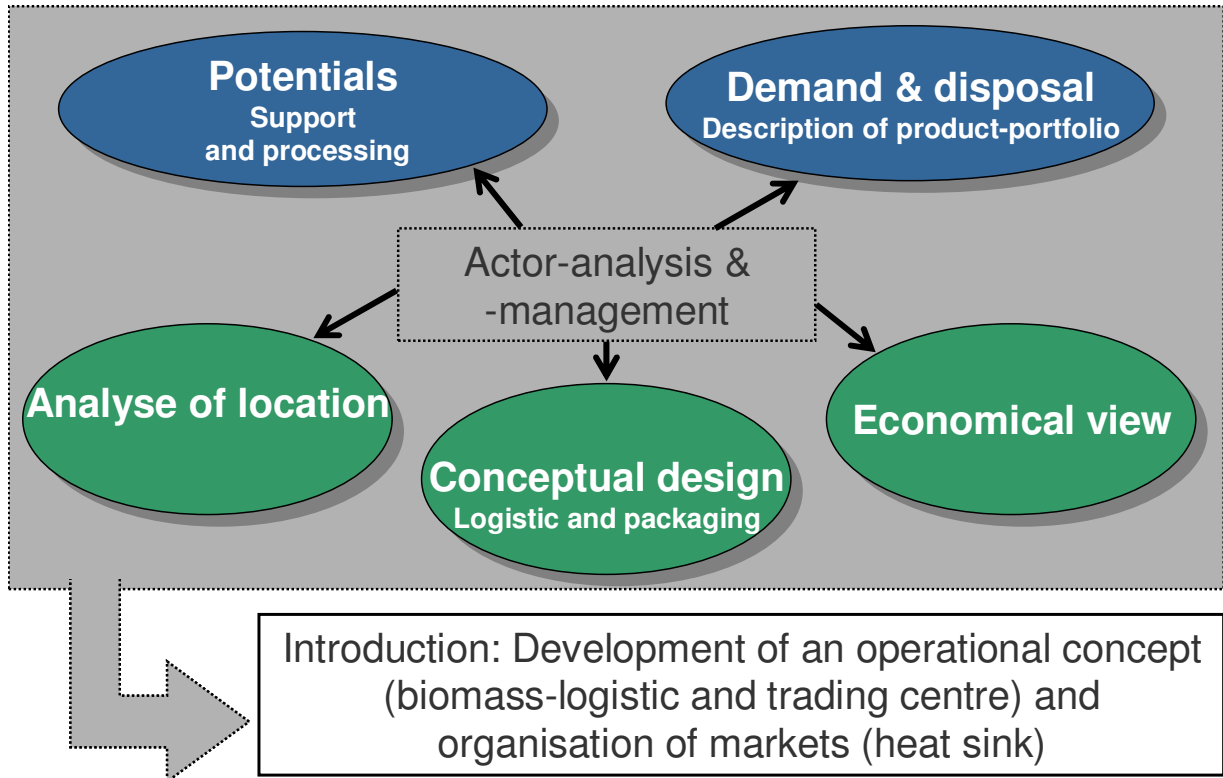 Potentials
Support
and processing
Demand & disposal
Description of product-portfolio
Actor-analysis &
-management
Analyse of location
Conceptual design
Logistic and packaging
Economical view
Introduction: Development of an operational concept
(biomass-logistic and trading centre) and
organisation of markets (heat sink)